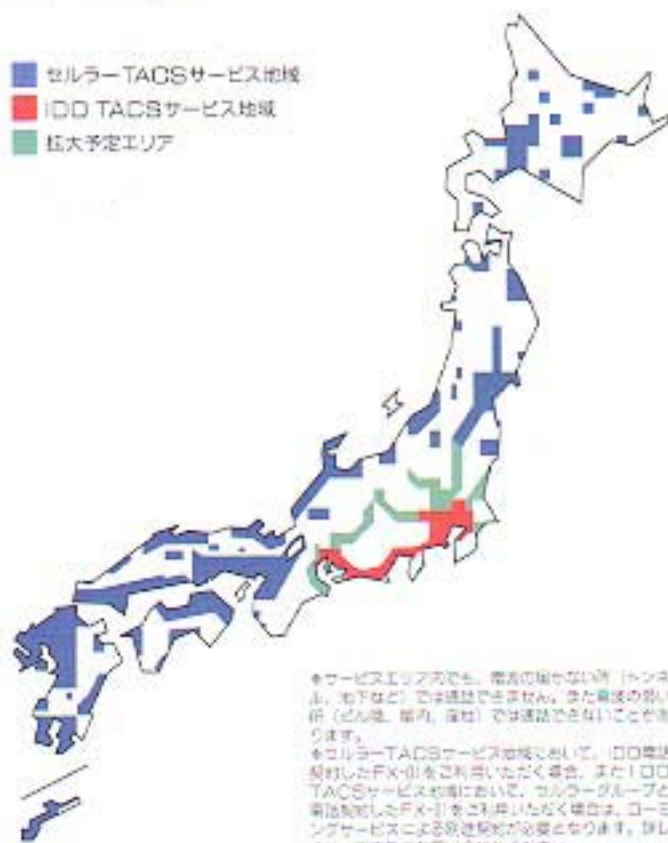 セルラーTACSサービス地域
IDO TACSサービス地域
拡大予定エリア
*サービスエリア内でも、電波の届かない所(トンネ
ル、地下など)では通話できません。また電波の弱い
所(ビル陰、屋内、
)では通話できないことがあ
ります。
*セルラーTACSサービス地域において、IDO電話
契約したFX-IIIをご利用いただく場合、またIDO
TACSサービス地域において、セルラーグループと
電話契約したFX-IIIをご利用いただく場合は、ローミ
ングサービスによる別途契約が必要となります。詳し